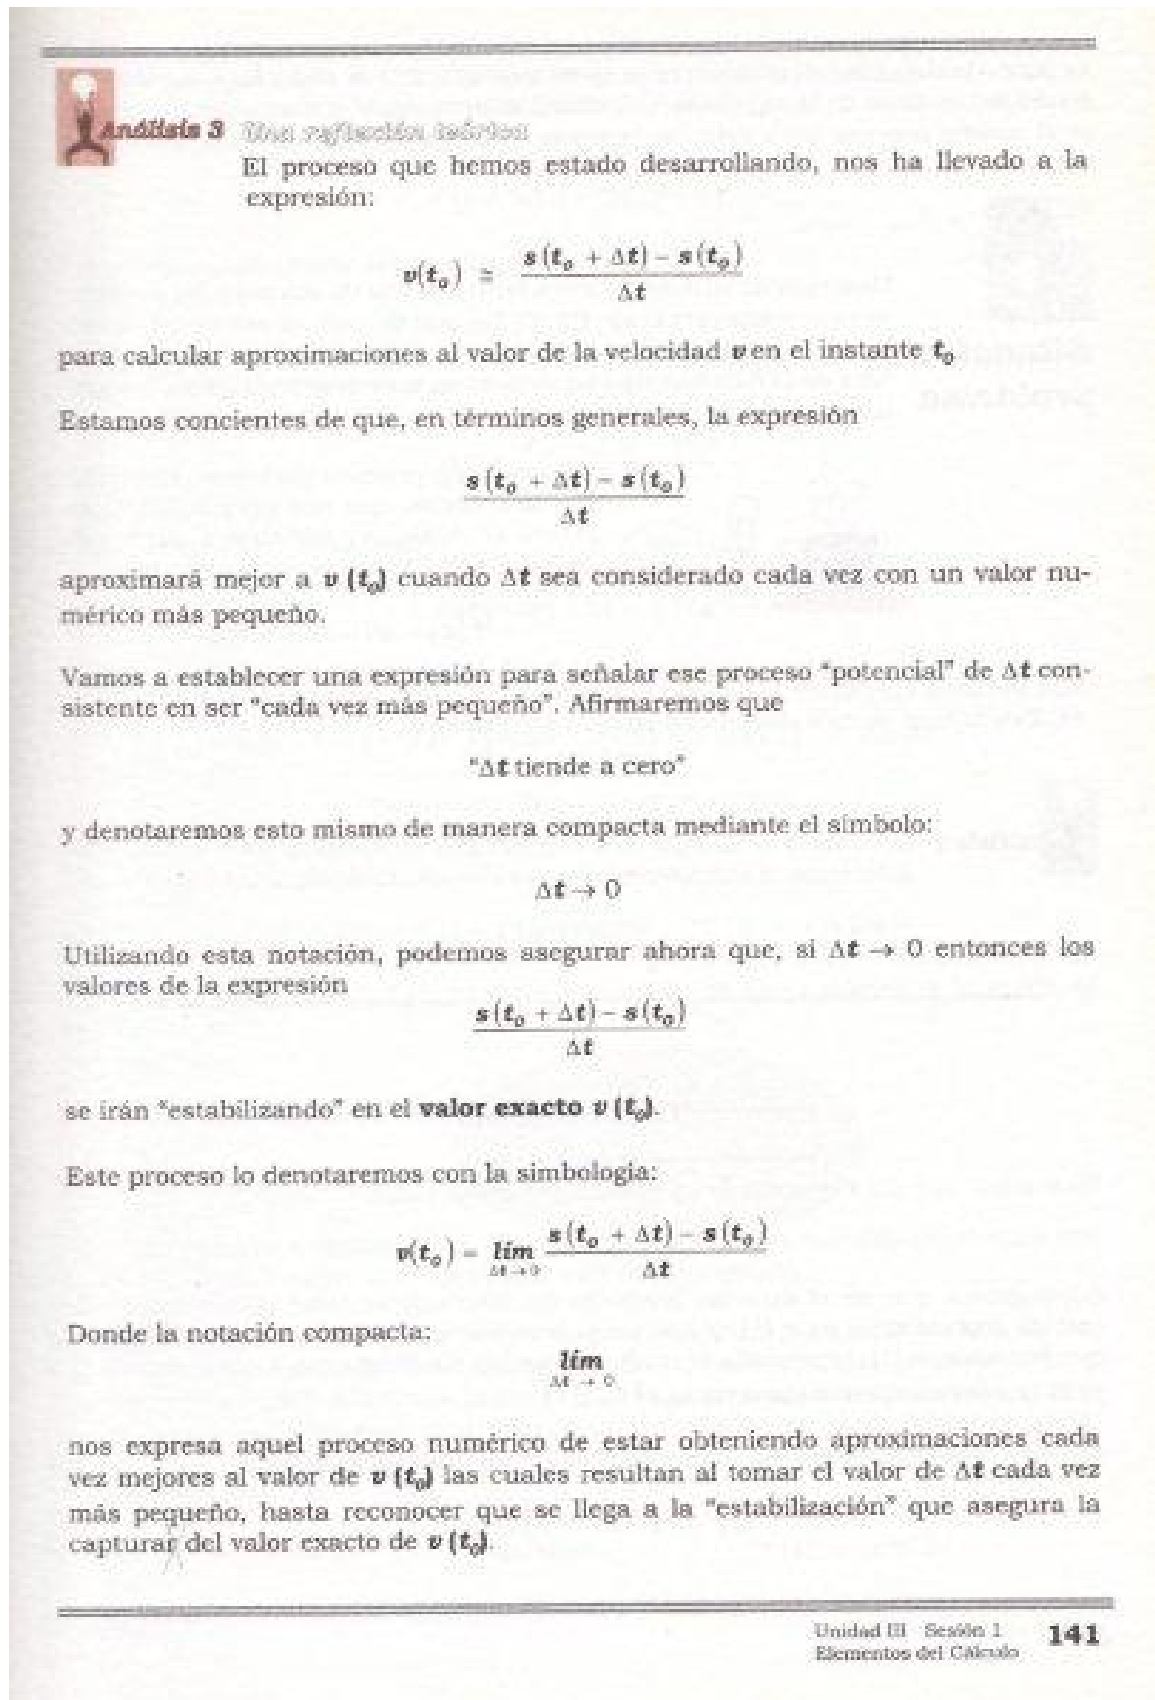 Análisis 3 Una reflexión teórica
El proceso que hemos estado desarrollando, nos ha llevado a la
expresión:
v(t₀) ≅ s(t₀ + Δt) – s(t₀)
Δt
para calcular aproximaciones al valor de la velocidad v en el instante t₀
Estamos concientes de que, en términos generales, la expresión
s(t₀ + Δt) – s(t₀)
Δt
aproximará mejor a v (t₀) cuando Δt sea considerado cada vez con un valor nu-
mérico más pequeño.
Vamos a establecer una expresión para señalar ese proceso “potencial” de Δt con-
sistente en ser “cada vez más pequeño”. Afirmaremos que
“Δt tiende a cero”
y denotaremos esto mismo de manera compacta mediante el símbolo:
Δt → 0
Utilizando esta notación, podemos asegurar ahora que, si Δt → 0 entonces los
valores de la expresión
s(t₀ + Δt) – s(t₀)
Δt
se irán “estabilizando” en el valor exacto v (t₀).
Este proceso lo denotaremos con la simbología:
v(t₀) = lím s(t₀ + Δt) – s(t₀)
Δt → 0 Δt
Donde la notación compacta:
lím
Δt → 0
nos expresa aquel proceso numérico de estar obteniendo aproximaciones cada
vez mejores al valor de v (t₀) las cuales resultan al tomar el valor de Δt cada vez
más pequeño, hasta reconocer que se llega a la “estabilización” que asegura la
capturar del valor exacto de v (t₀).
Unidad III Sesión 1 141
Elementos del Cálculo